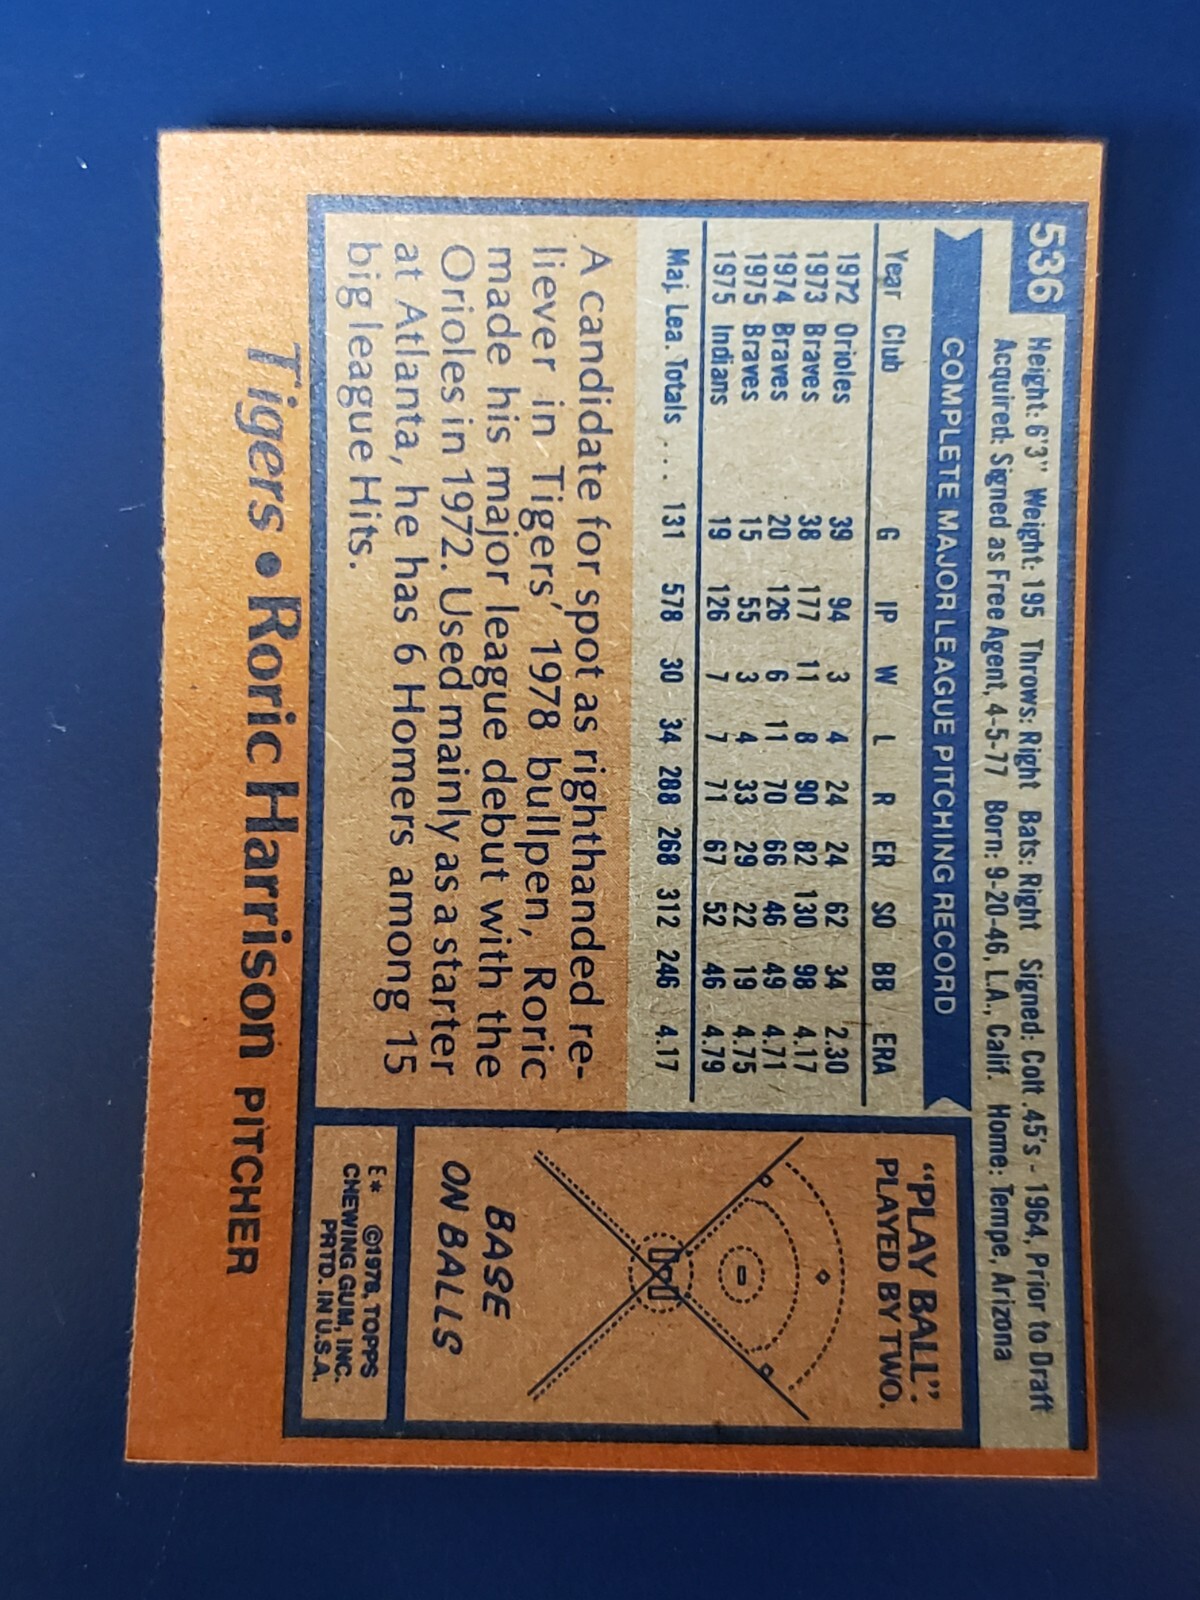 536
Height: 6'3" Weight: 195 Throws: Right Bats: Right Signed: Colt .45's - 1964, Prior to Draft
Acquired: Signed as Free Agent, 4-5-77 Born: 9-20-46, L.A., Calif. Home: Tempe, Arizona
COMPLETE MAJOR LEAGUE PITCHING RECORD
Year Club G IP W L R ER SO BB ERA
1972 Orioles 39 94 3 4 24 24 62 34 2.30
1973 Braves 38 177 11 8 90 82 130 98 4.17
1974 Braves 20 126 6 11 70 66 46 49 4.71
1975 Braves 15 55 3 4 33 29 22 19 4.75
1975 Indians 19 126 7 7 71 67 52 46 4.79
Maj. Lea. Totals ... 131 578 30 34 288 268 312 246 4.17
A candidate for spot as righthanded re-
liever in Tigers' 1978 bullpen, Roric
made his major league debut with the
Orioles in 1972. Used mainly as a starter
at Atlanta, he has 6 Homers among 15
big league Hits.
"PLAY BALL":
PLAYED BY TWO.
BASE
ON BALLS
E* ©1978, TOPPS
CHEWING GUM, INC.
PRTD. IN U.S.A.
Tigers • Roric Harrison PITCHER